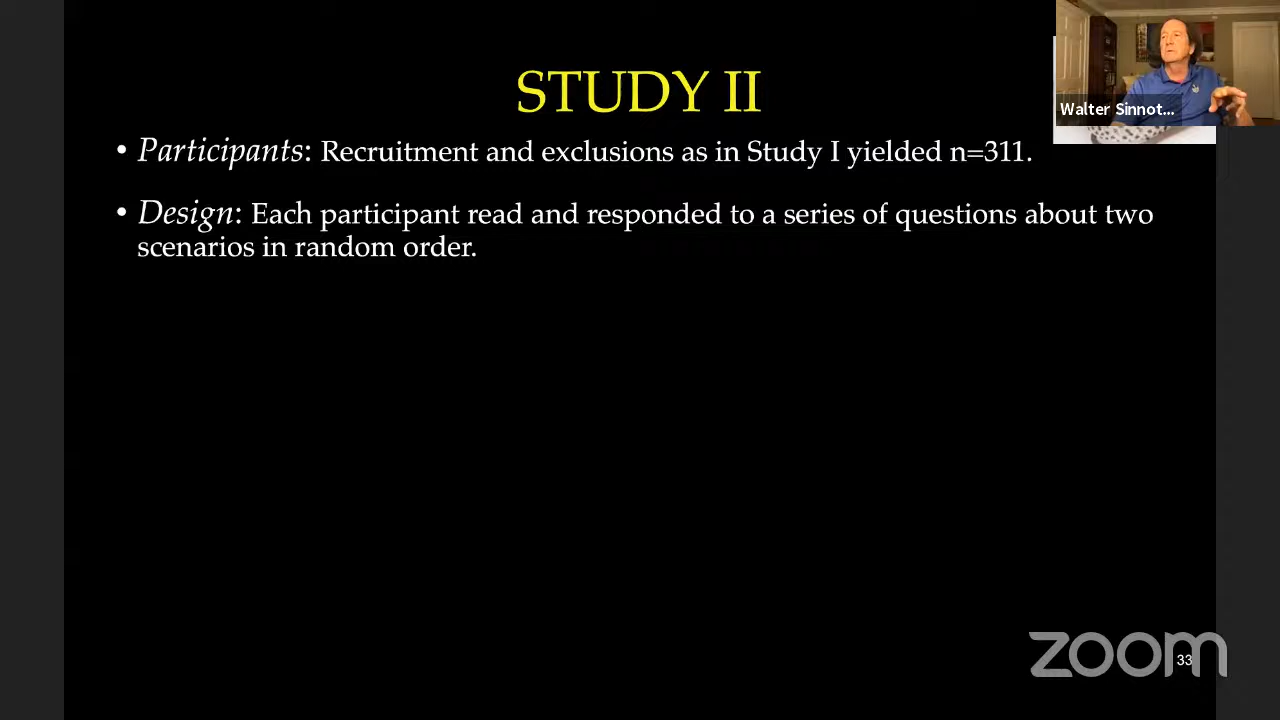 STUDY II
Walter Sinnot...
• Participants: Recruitment and exclusions as in Study I yielded n=311.
• Design: Each participant read and responded to a series of questions about two
scenarios in random order.
zoom
33